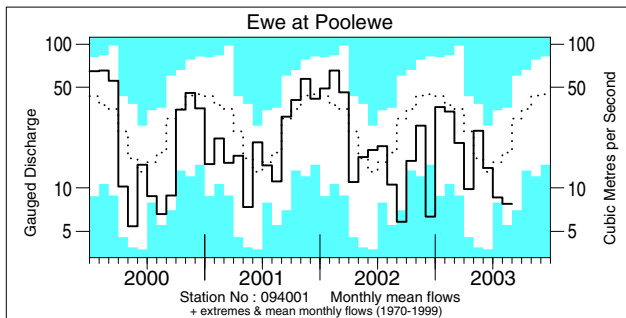 Ewe at Poolewe
100
50
10
5
100
50
10
5
Gauged Discharge
Cubic Metres per Second
2000 2001 2002 2003
Station No : 094001 Monthly mean flows
+ extremes & mean monthly flows (1970-1999)